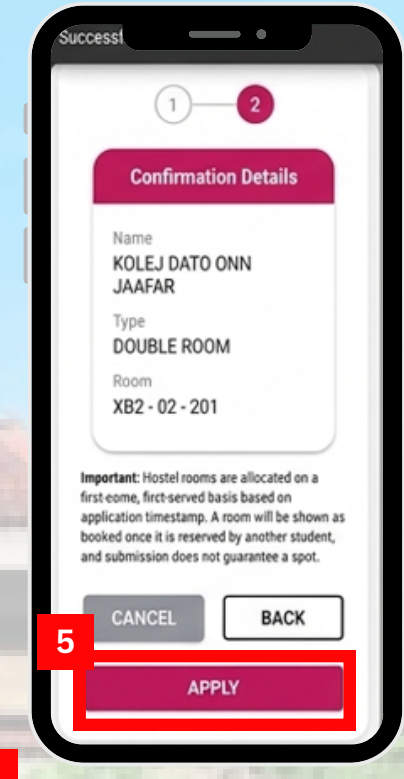 Success
1
2
Confirmation Details
Name
KOLEJ DATO ONN
JAAFAR
Type
DOUBLE ROOM
Room
XB2 - 02 - 201
Important: Hostel rooms are allocated on a
first-eome, firct-served basis based on
application timestamp. A room will be shown as
booked once it is reserved by another student,
and submission does not guarantee a spot.
CANCEL
BACK
5
APPLY